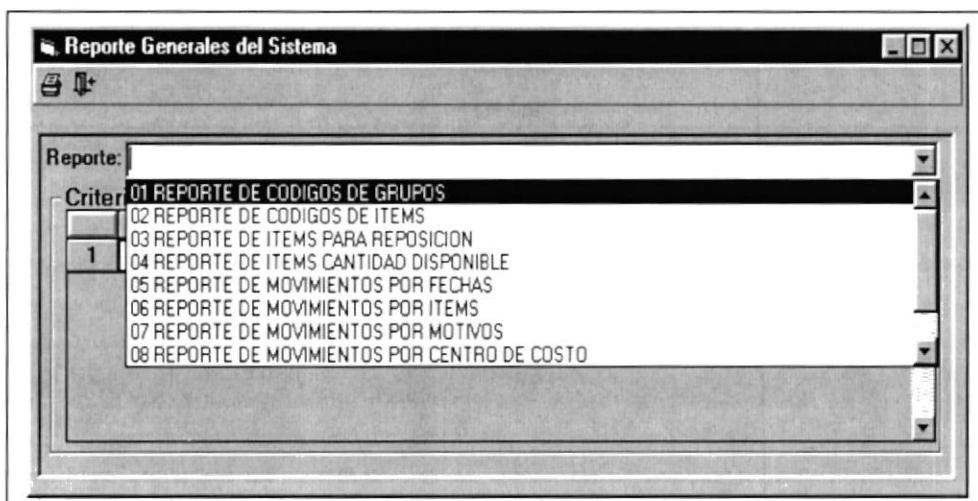 Reporte Generales del Sistema
Reporte:
Criteri
01 REPORTE DE CODIGOS DE GRUPOS
02 REPORTE DE CODIGOS DE ITEMS
03 REPORTE DE ITEMS PARA REPOSICION
1
04 REPORTE DE ITEMS CANTIDAD DISPONIBLE
05 REPORTE DE MOVIMIENTOS POR FECHAS
06 REPORTE DE MOVIMIENTOS POR ITEMS
07 REPORTE DE MOVIMIENTOS POR MOTIVOS
08 REPORTE DE MOVIMIENTOS POR CENTRO DE COSTO